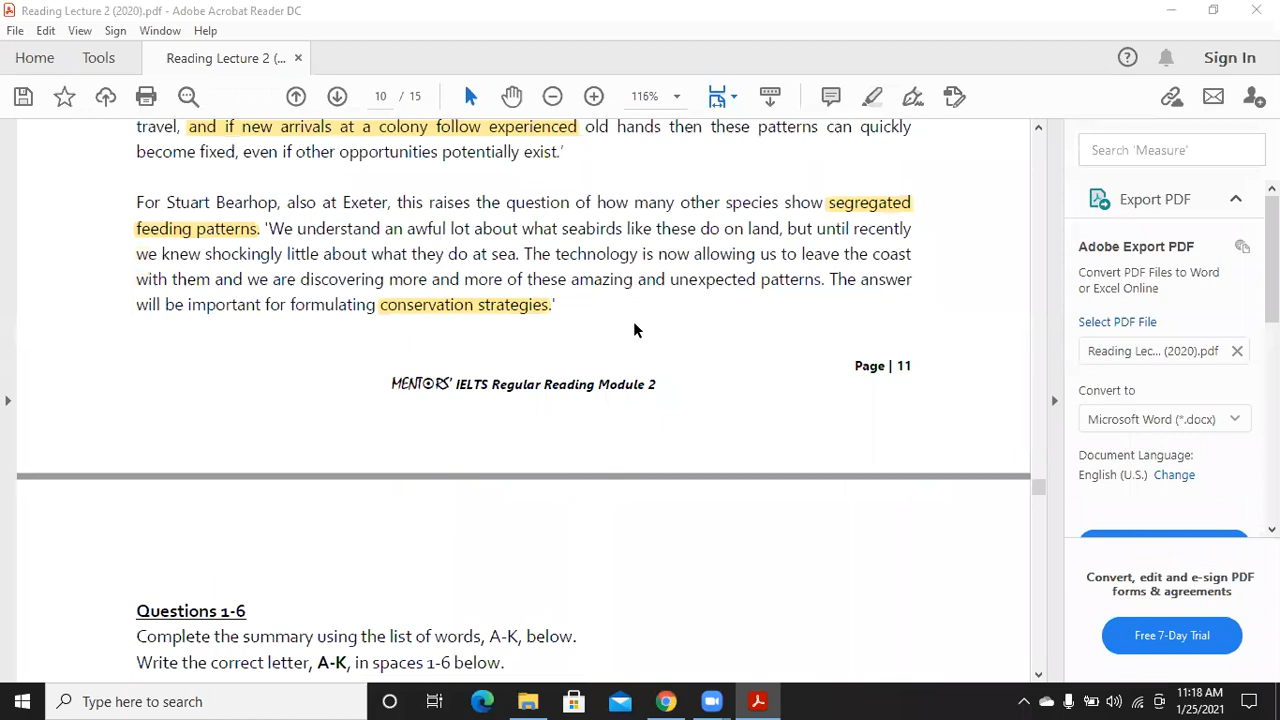 Reading Lecture 2 (2020).pdf - Adobe Acrobat Reader DC
File Edit View Sign Window Help
Home Tools Reading Lecture 2 (... × Sign In
10 / 15 116%
travel, and if new arrivals at a colony follow experienced old hands then these patterns can quickly
become fixed, even if other opportunities potentially exist.'
For Stuart Bearhop, also at Exeter, this raises the question of how many other species show segregated
feeding patterns. 'We understand an awful lot about what seabirds like these do on land, but until recently
we knew shockingly little about what they do at sea. The technology is now allowing us to leave the coast
with them and we are discovering more and more of these amazing and unexpected patterns. The answer
will be important for formulating conservation strategies.'
Page | 11
MENTORS' IELTS Regular Reading Module 2
Questions 1-6
Complete the summary using the list of words, A-K, below.
Write the correct letter, A-K, in spaces 1-6 below.
Search 'Measure'
Export PDF
Adobe Export PDF
Convert PDF Files to Word
or Excel Online
Select PDF File
Reading Lec... (2020).pdf
Convert to
Microsoft Word (*.docx)
Document Language:
English (U.S.) Change
Convert, edit and e-sign PDF
forms & agreements
Free 7-Day Trial
Type here to search
11:18 AM
1/25/2021